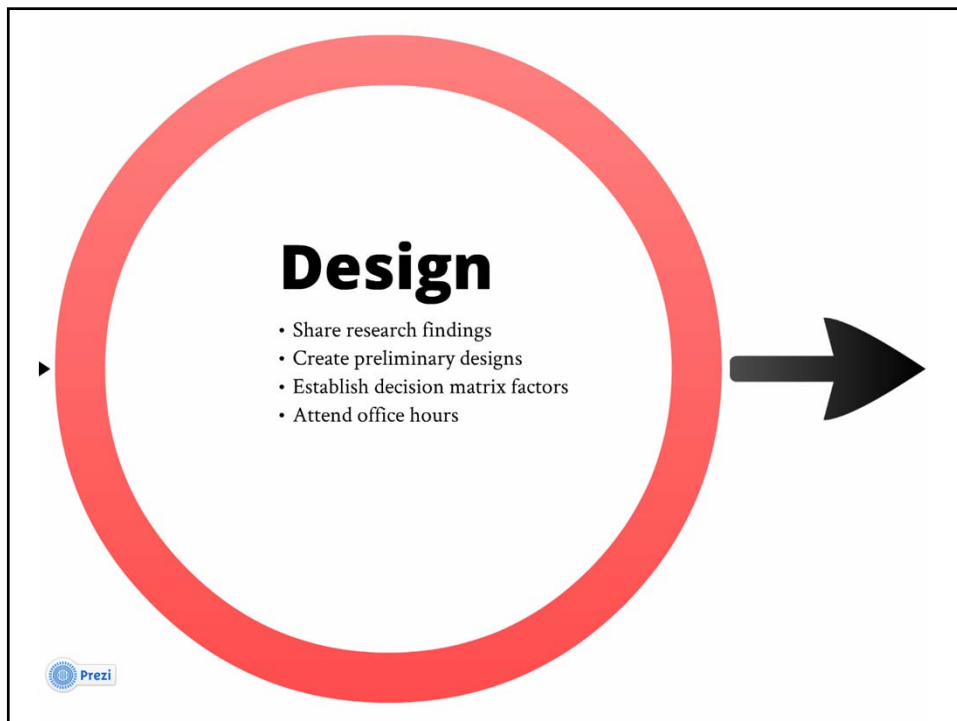 Design
• Share research findings
• Create preliminary designs
• Establish decision matrix factors
• Attend office hours
Prezi